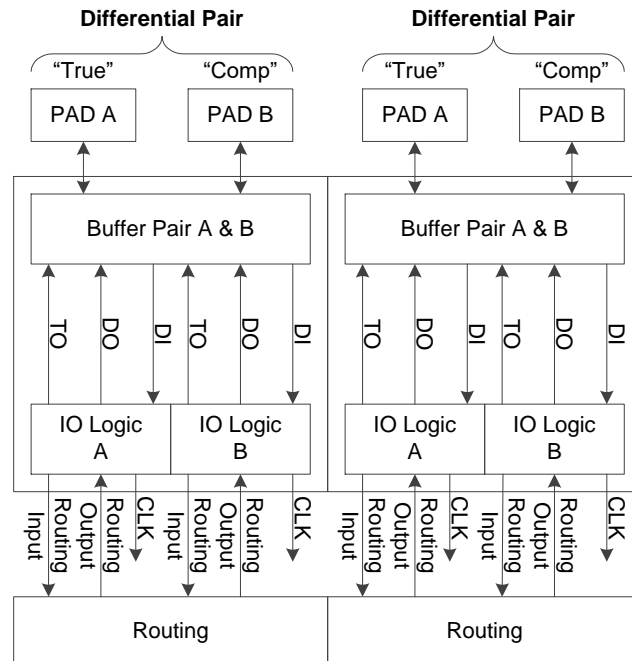 Differential Pair
Differential Pair
“True”
“Comp”
“True”
“Comp”
PAD A
PAD B
PAD A
PAD B
Buffer Pair A & B
Buffer Pair A & B
TO
DO
DI
TO
DO
DI
TO
DO
DI
TO
DO
DI
IO Logic
A
IO Logic
B
IO Logic
A
IO Logic
B
Routing
Input
Routing
Output
CLK
Routing
Input
Routing
Output
CLK
Routing
Input
Routing
Output
CLK
Routing
Input
Routing
Output
CLK
Routing
Routing